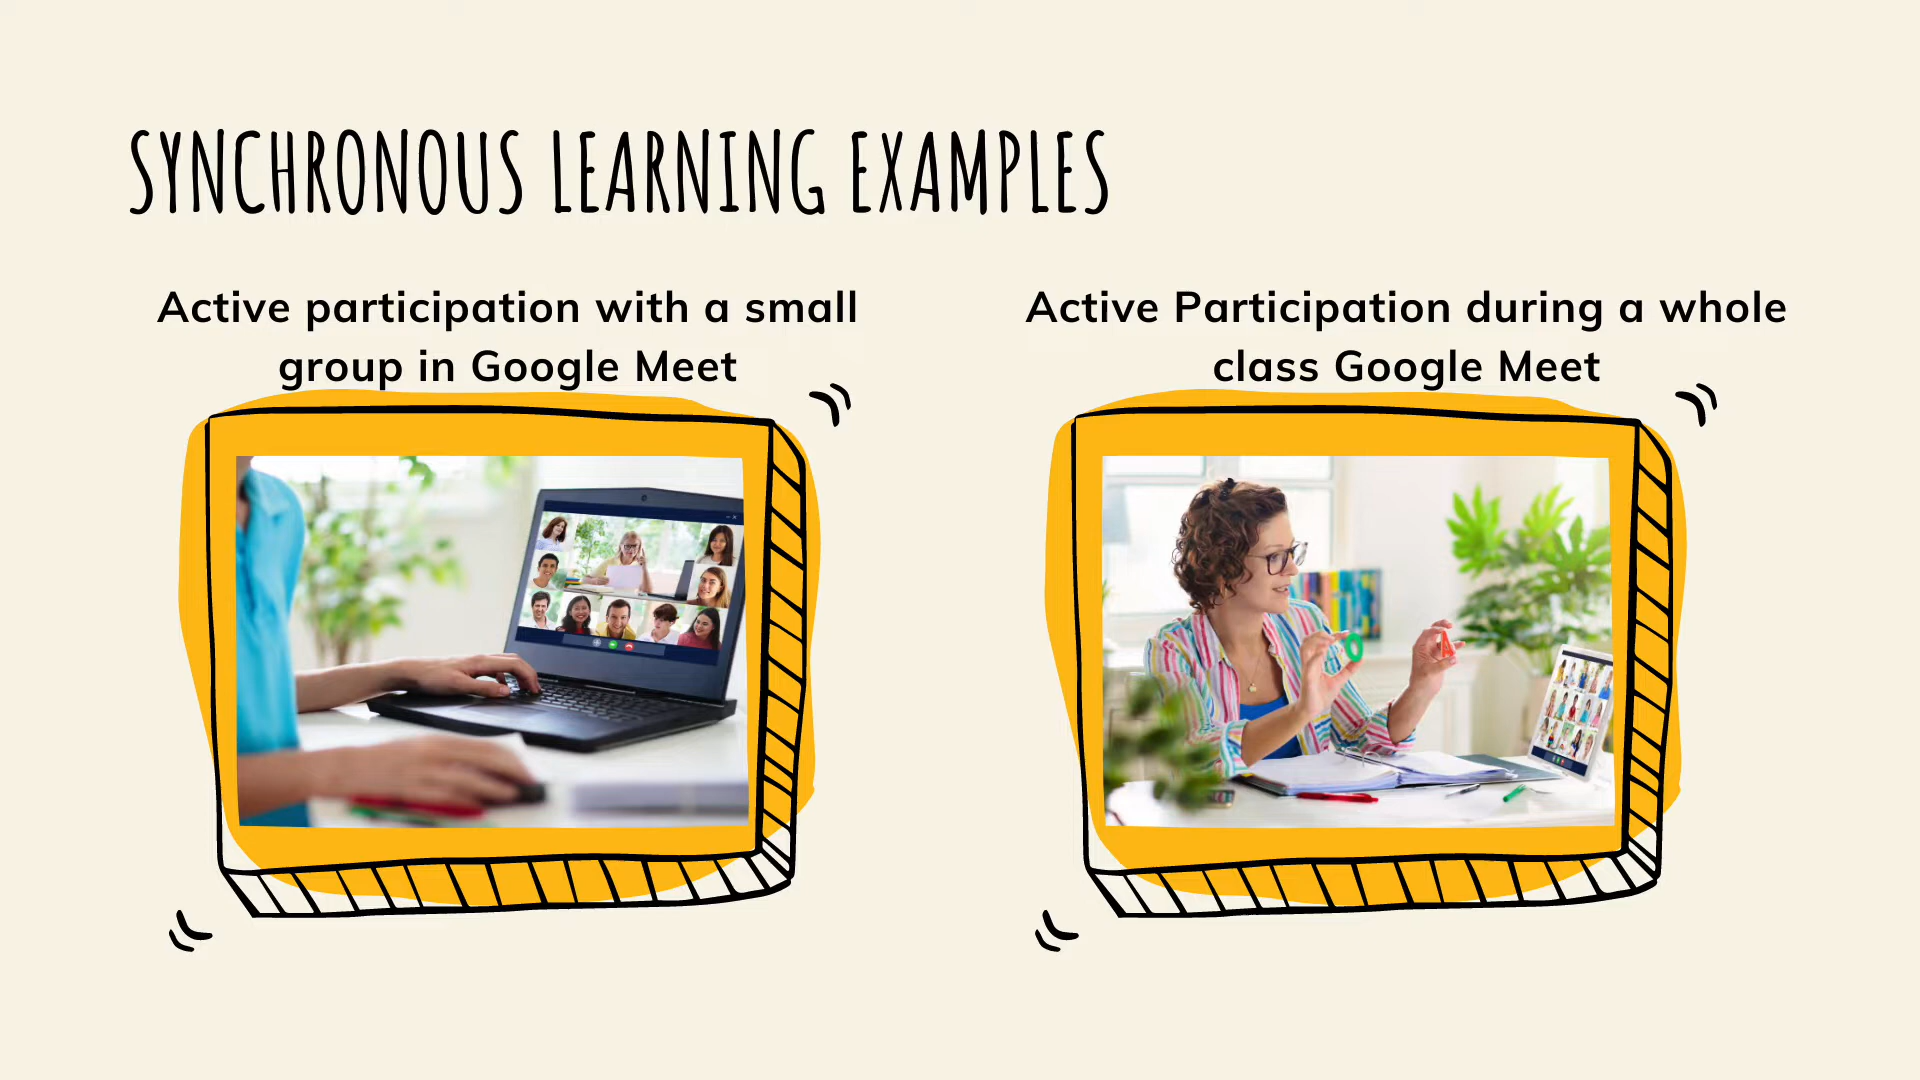 SYNCHRONOUS LEARNING EXAMPLES
Active participation with a small
group in Google Meet
Active Participation during a whole
class Google Meet